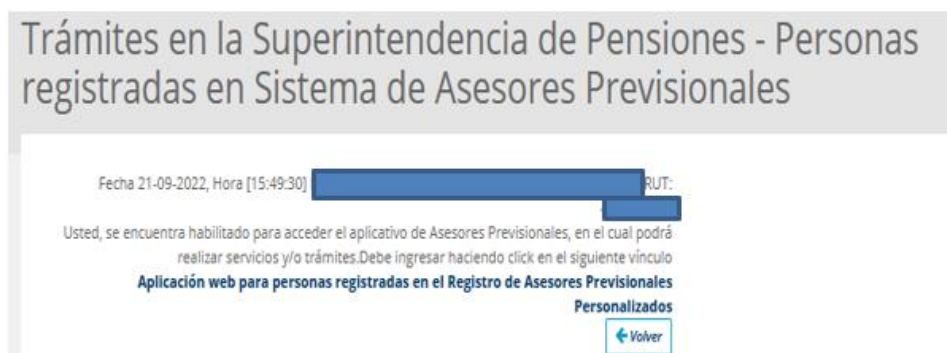 Trámites en la Superintendencia de Pensiones - Personas
registradas en Sistema de Asesores Previsionales
Fecha 21-09-2022, Hora [15:49:30]
RUT:
Usted, se encuentra habilitado para acceder el aplicativo de Asesores Previsionales, en el cual podrá
realizar servicios y/o trámites.Debe ingresar haciendo click en el siguiente vínculo
Aplicación web para personas registradas en el Registro de Asesores Previsionales
Personalizados
Volver